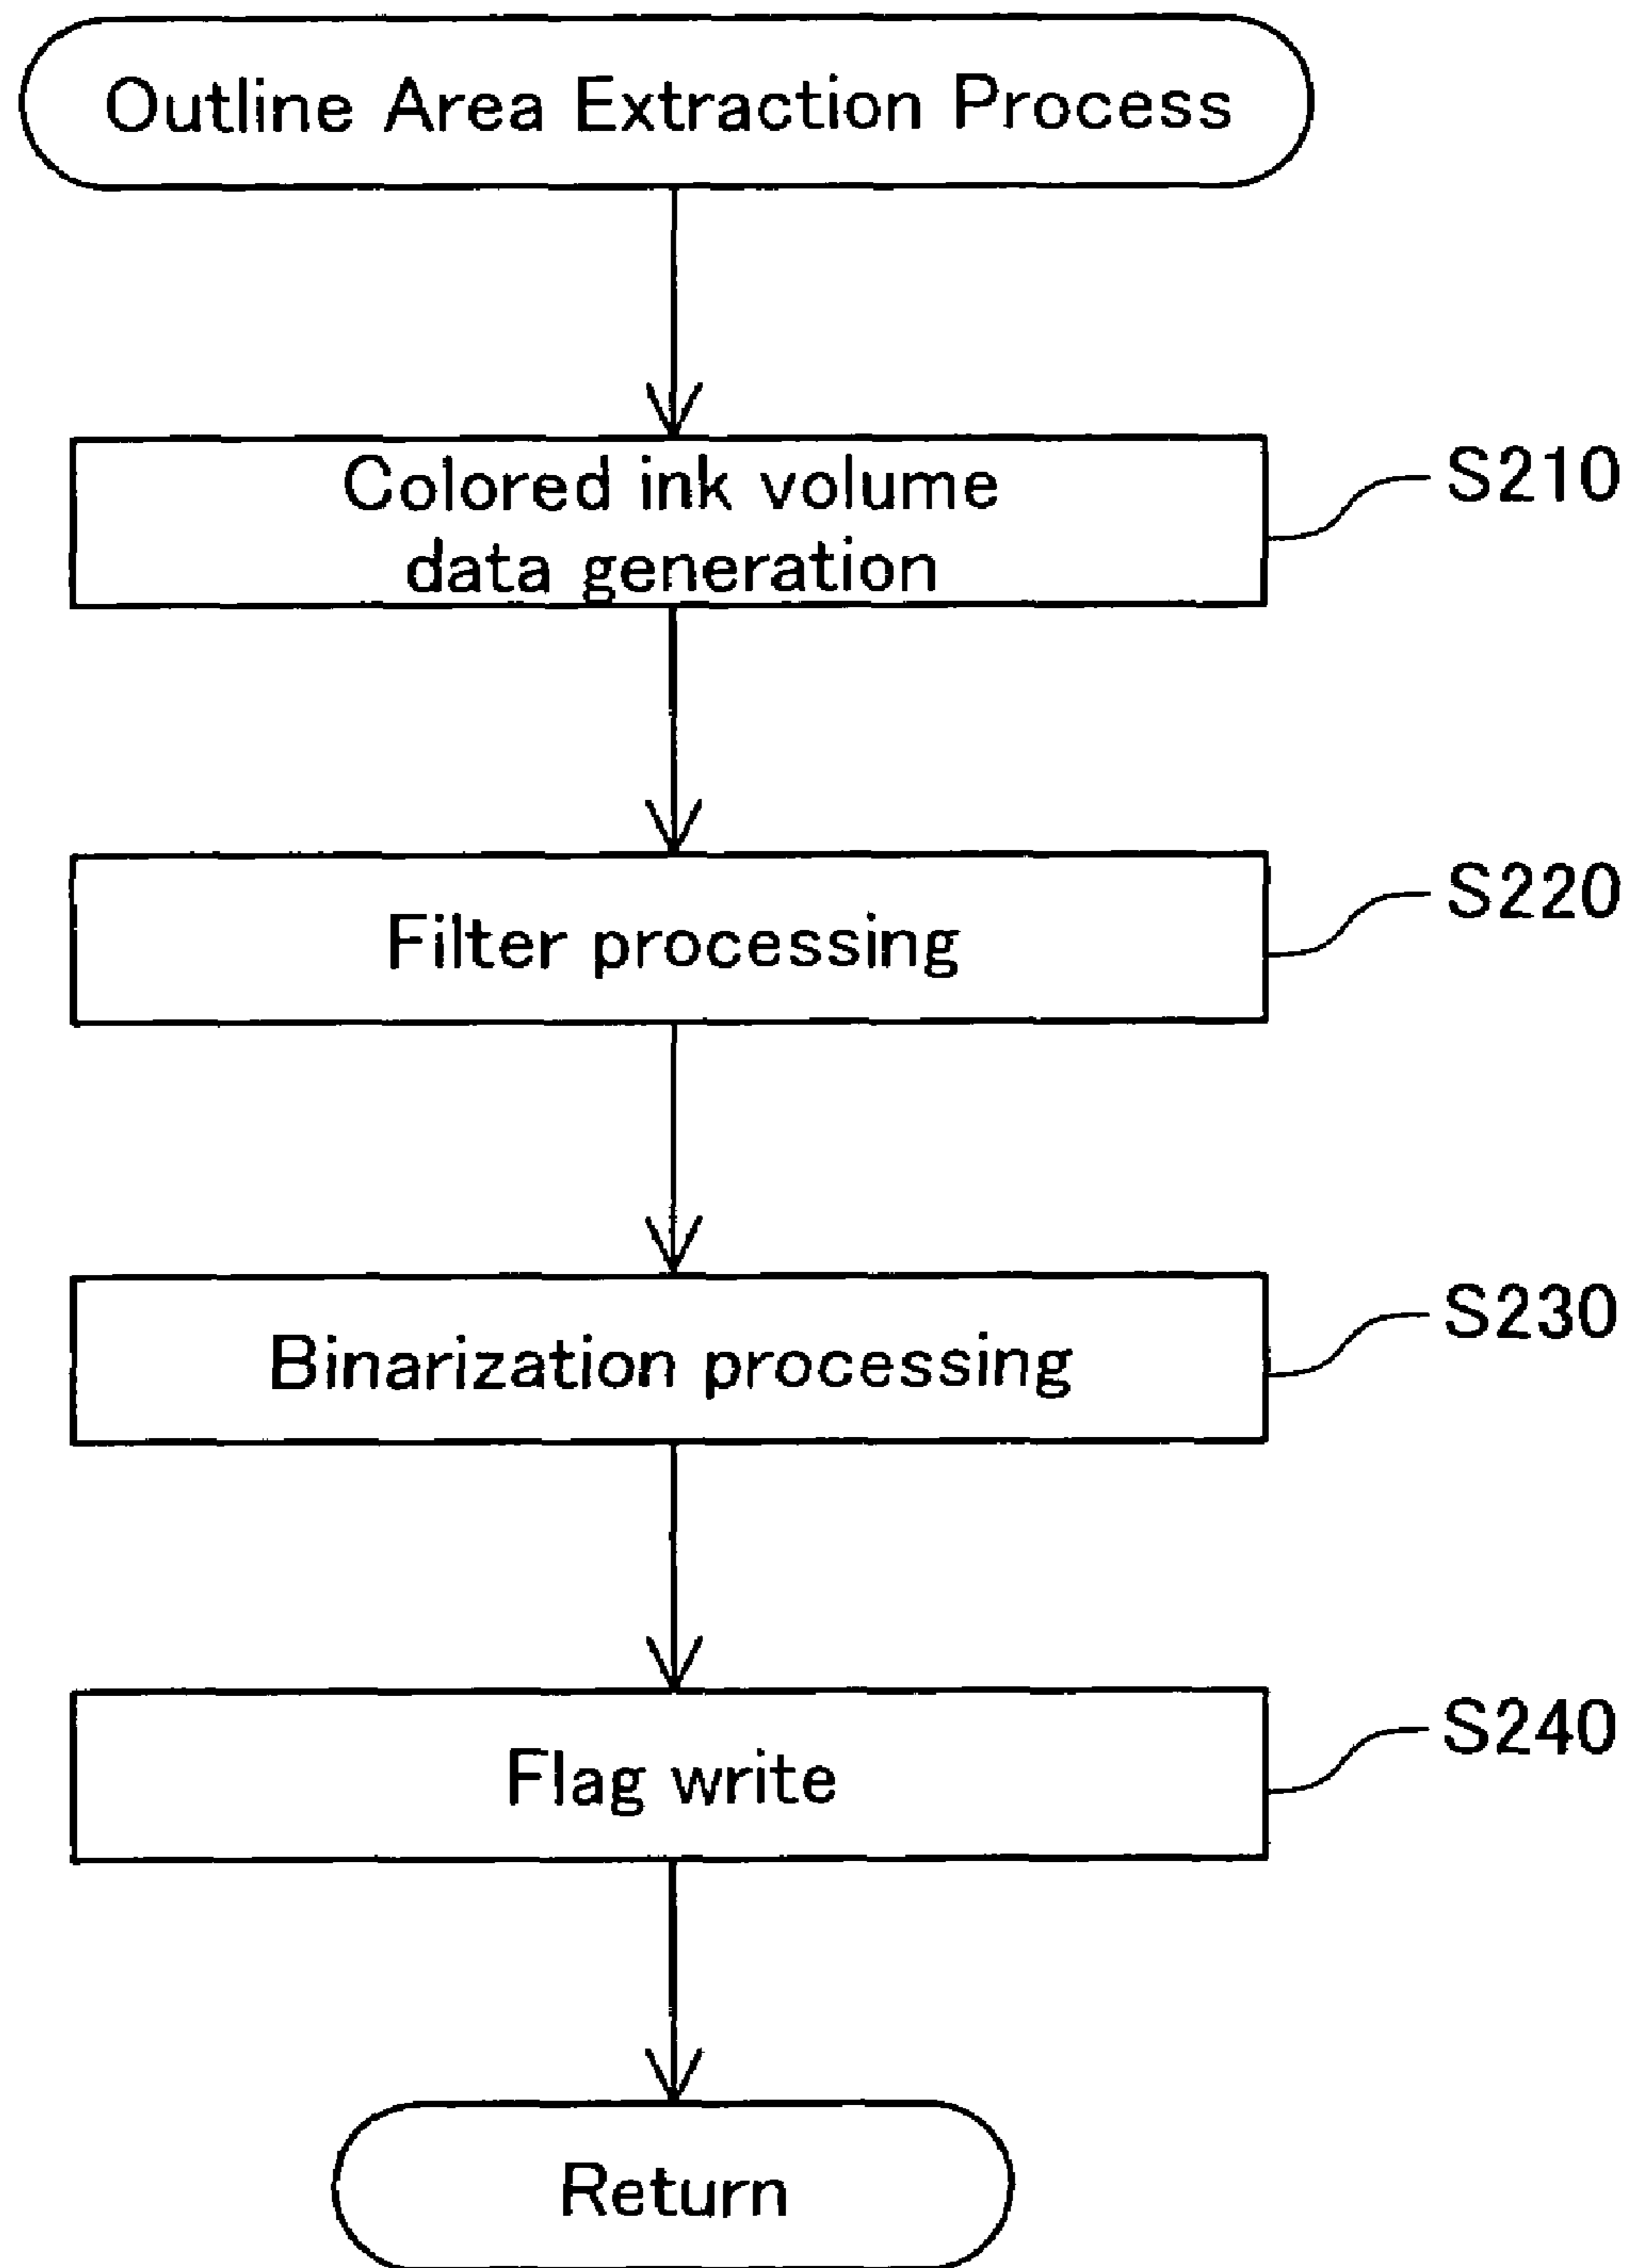 Outline Area Extraction Process
Colored ink volume
data generation
S210
Filter processing
S220
Binarization processing
S230
Flag write
S240
Return